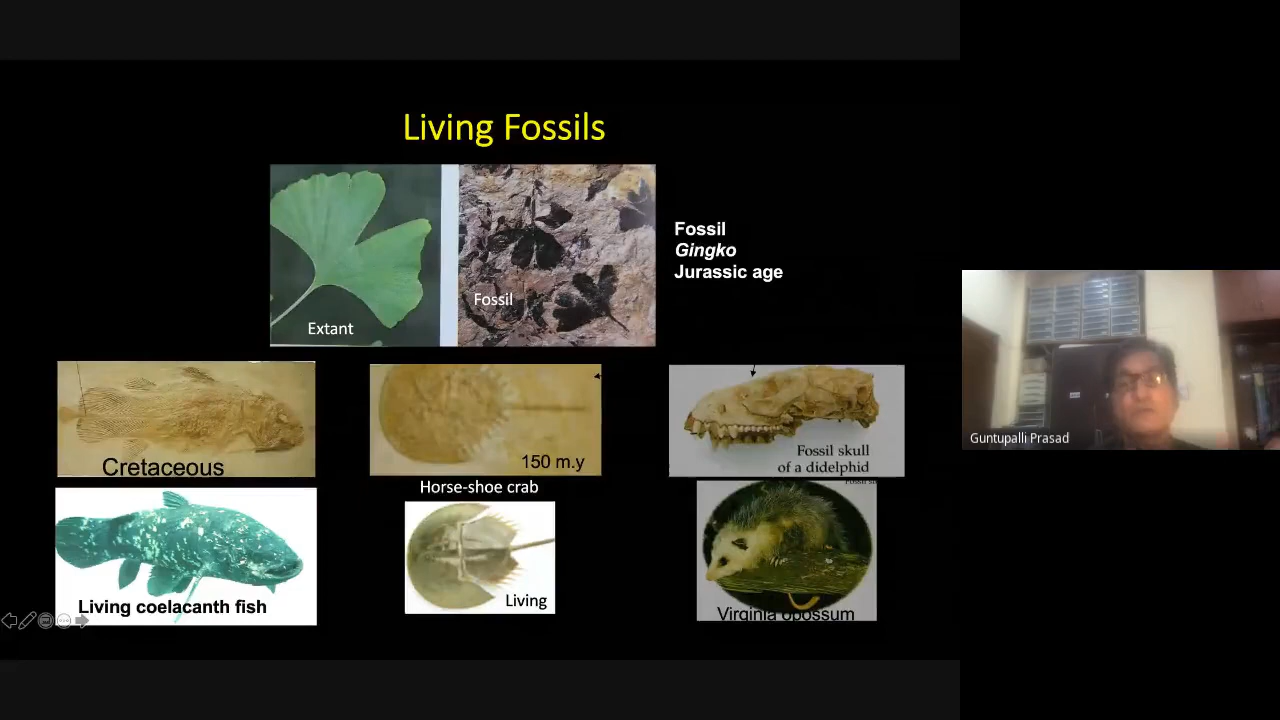 Living Fossils
Extant
Fossil
Fossil
Gingko
Jurassic age
Cretaceous
150 m.y
Fossil skull
of a didelphid
Horse-shoe crab
Living coelacanth fish
Living
Virginia opossum
Guntupalli Prasad